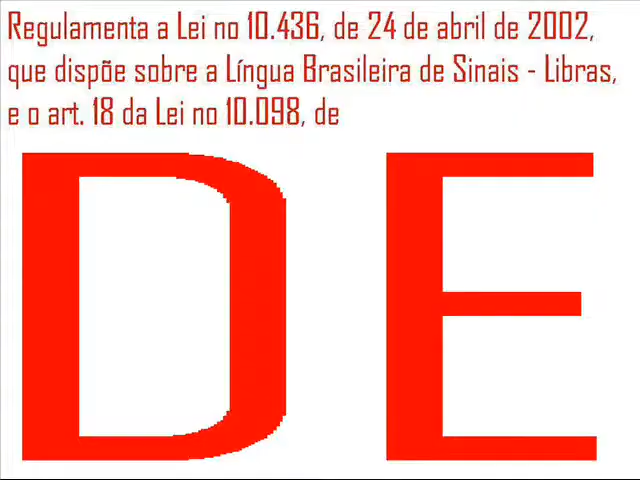 Regulamenta a Lei no 10.436, de 24 de abril de 2002,
que dispõe sobre a Língua Brasileira de Sinais - Libras,
e o art. 18 da Lei no 10.098, de
DE